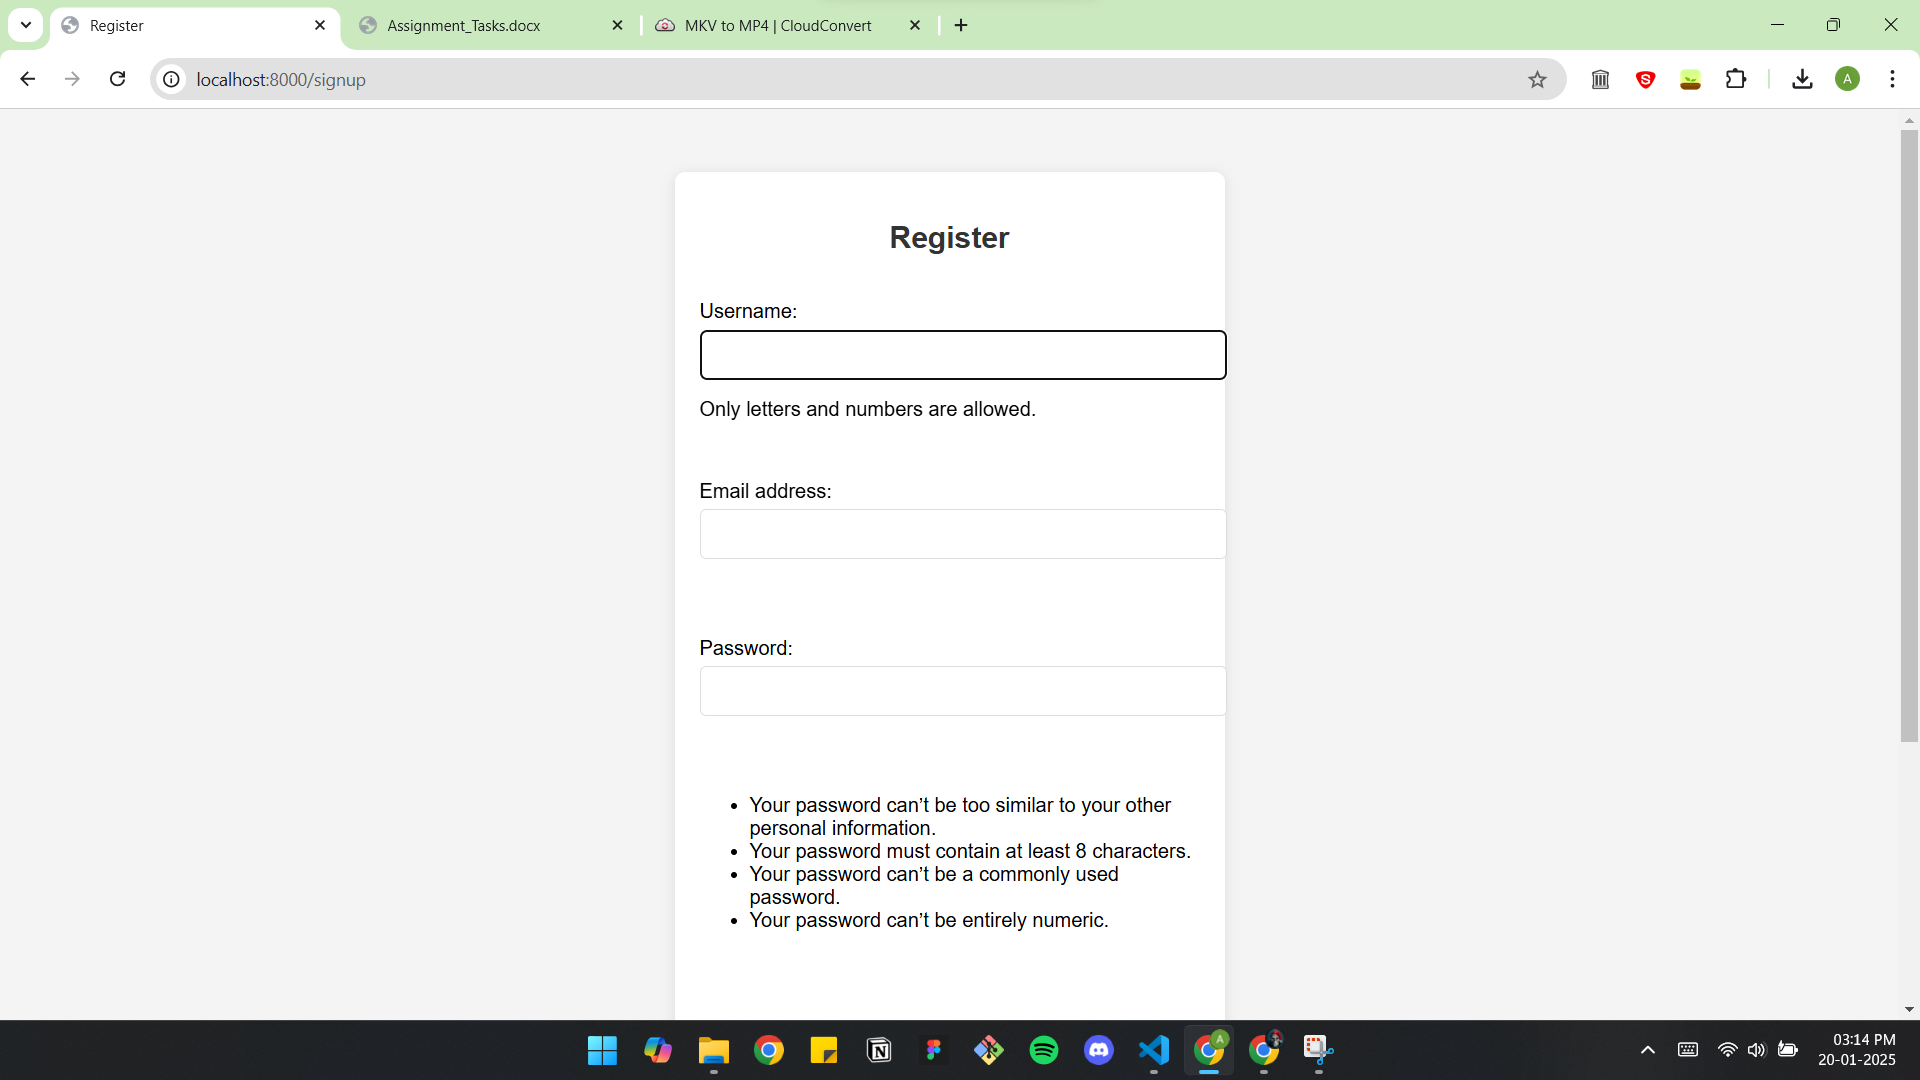 Register
Assignment_Tasks.docx
MKV to MP4 | CloudConvert
localhost:8000/signup
S
A
Register
Username:
Only letters and numbers are allowed.
Email address:
Password:
• Your password can’t be too similar to your other
personal information.
• Your password must contain at least 8 characters.
• Your password can’t be a commonly used
password.
• Your password can’t be entirely numeric.
A
03:14 PM
20-01-2025